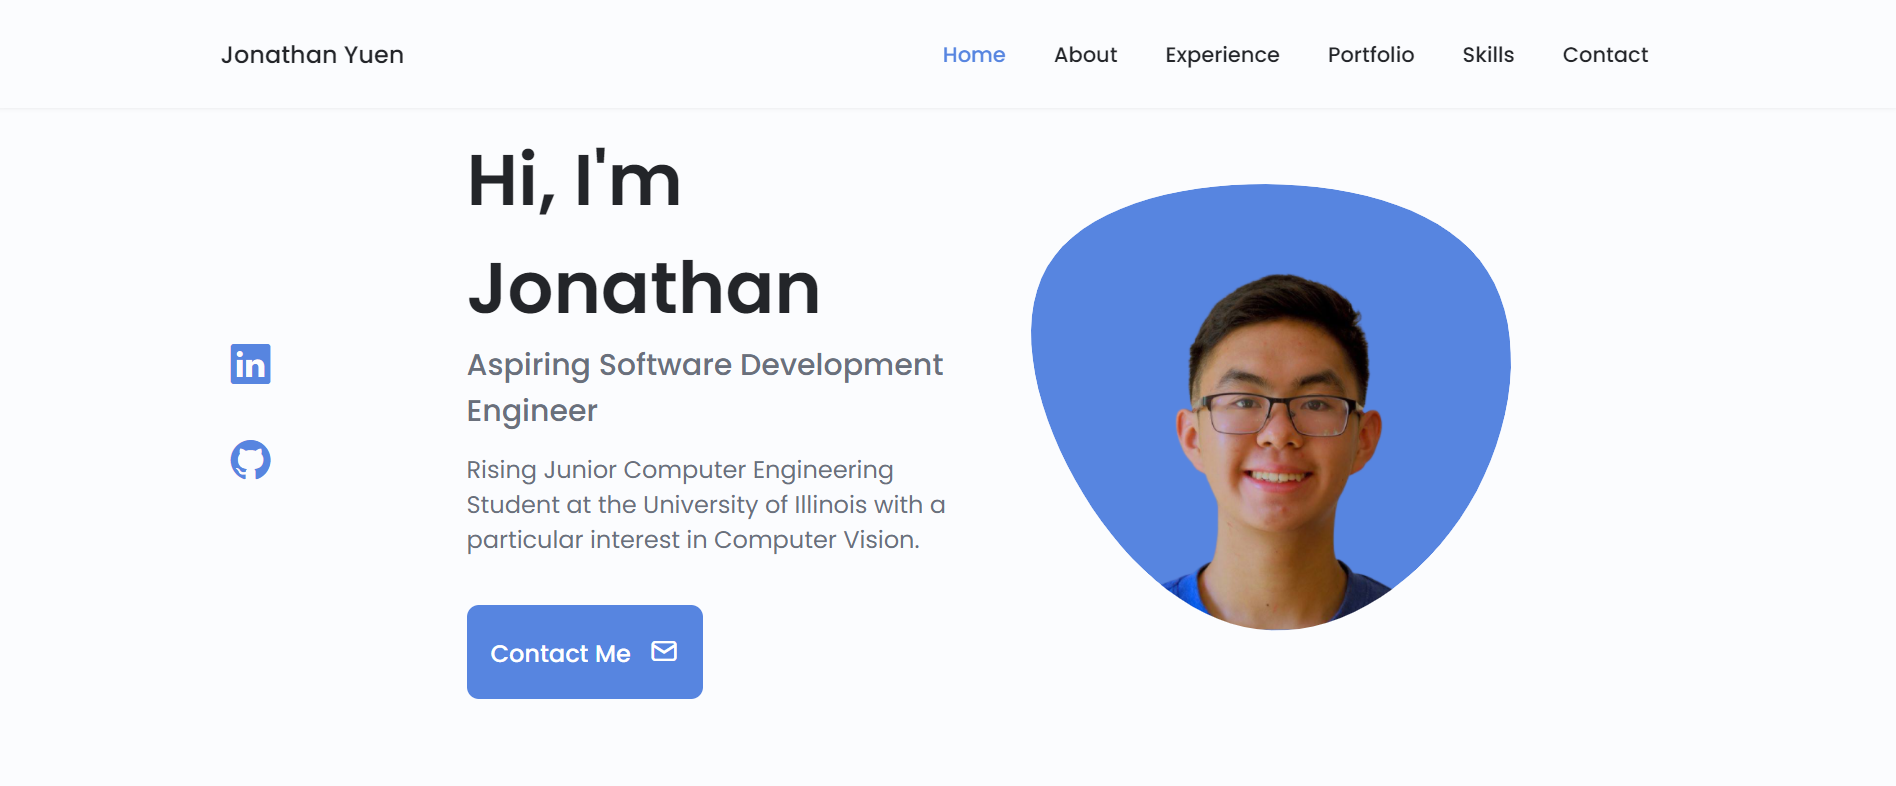 Jonathan Yuen
Home About Experience Portfolio Skills Contact
Hi, I'm
Jonathan
Aspiring Software Development
Engineer
Rising Junior Computer Engineering
Student at the University of Illinois with a
particular interest in Computer Vision.
Contact Me
in